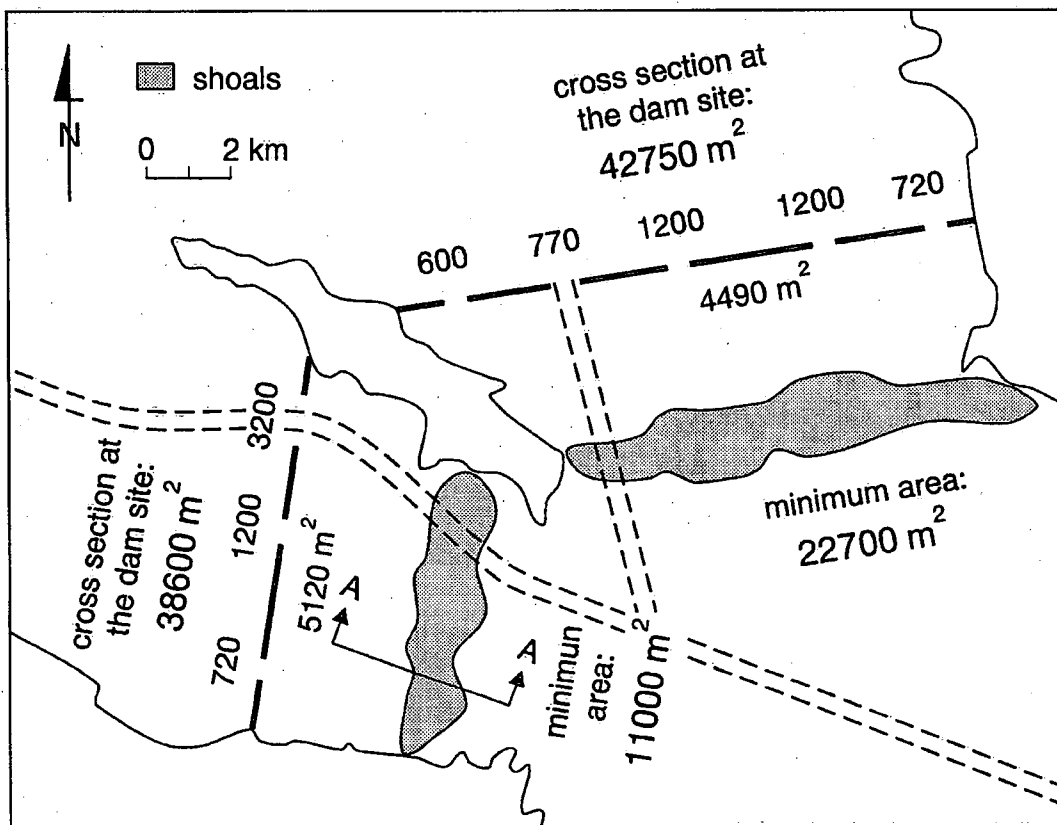 N
shoals
0 2 km
cross section at
the dam site:
42750 m²
600 770 1200 1200 720
4490 m²
cross section at
the dam site:
38600 m²
3200
1200
720
5120 m²
A
A
minimun
area:
11000 m²
minimum area:
22700 m²